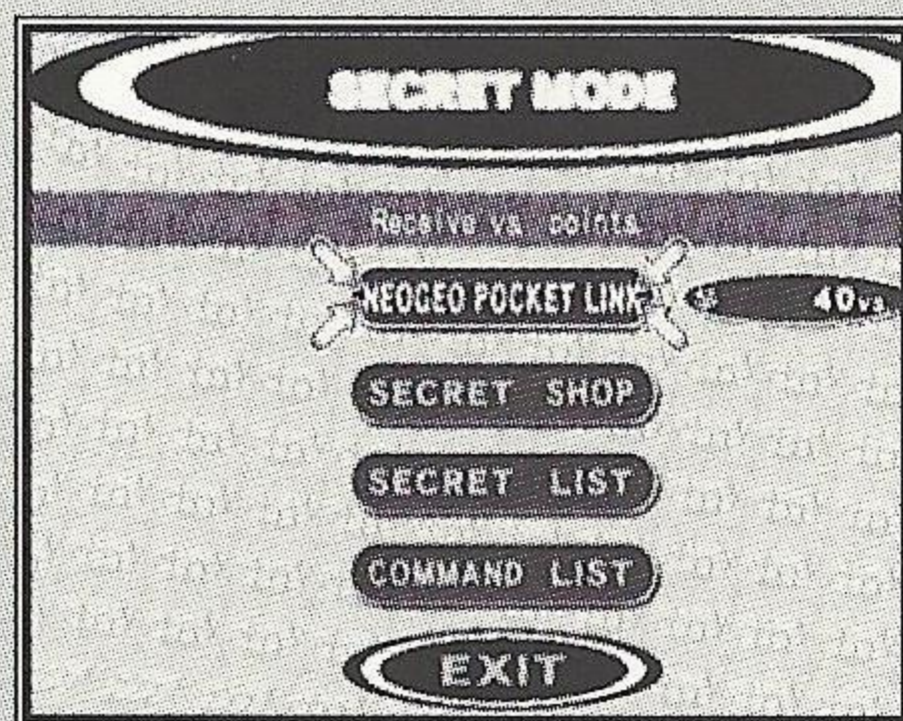 SECRET MODE
Receive vs. points
NEOGEO POCKET LINK
40vs
SECRET SHOP
SECRET LIST
COMMAND LIST
EXIT